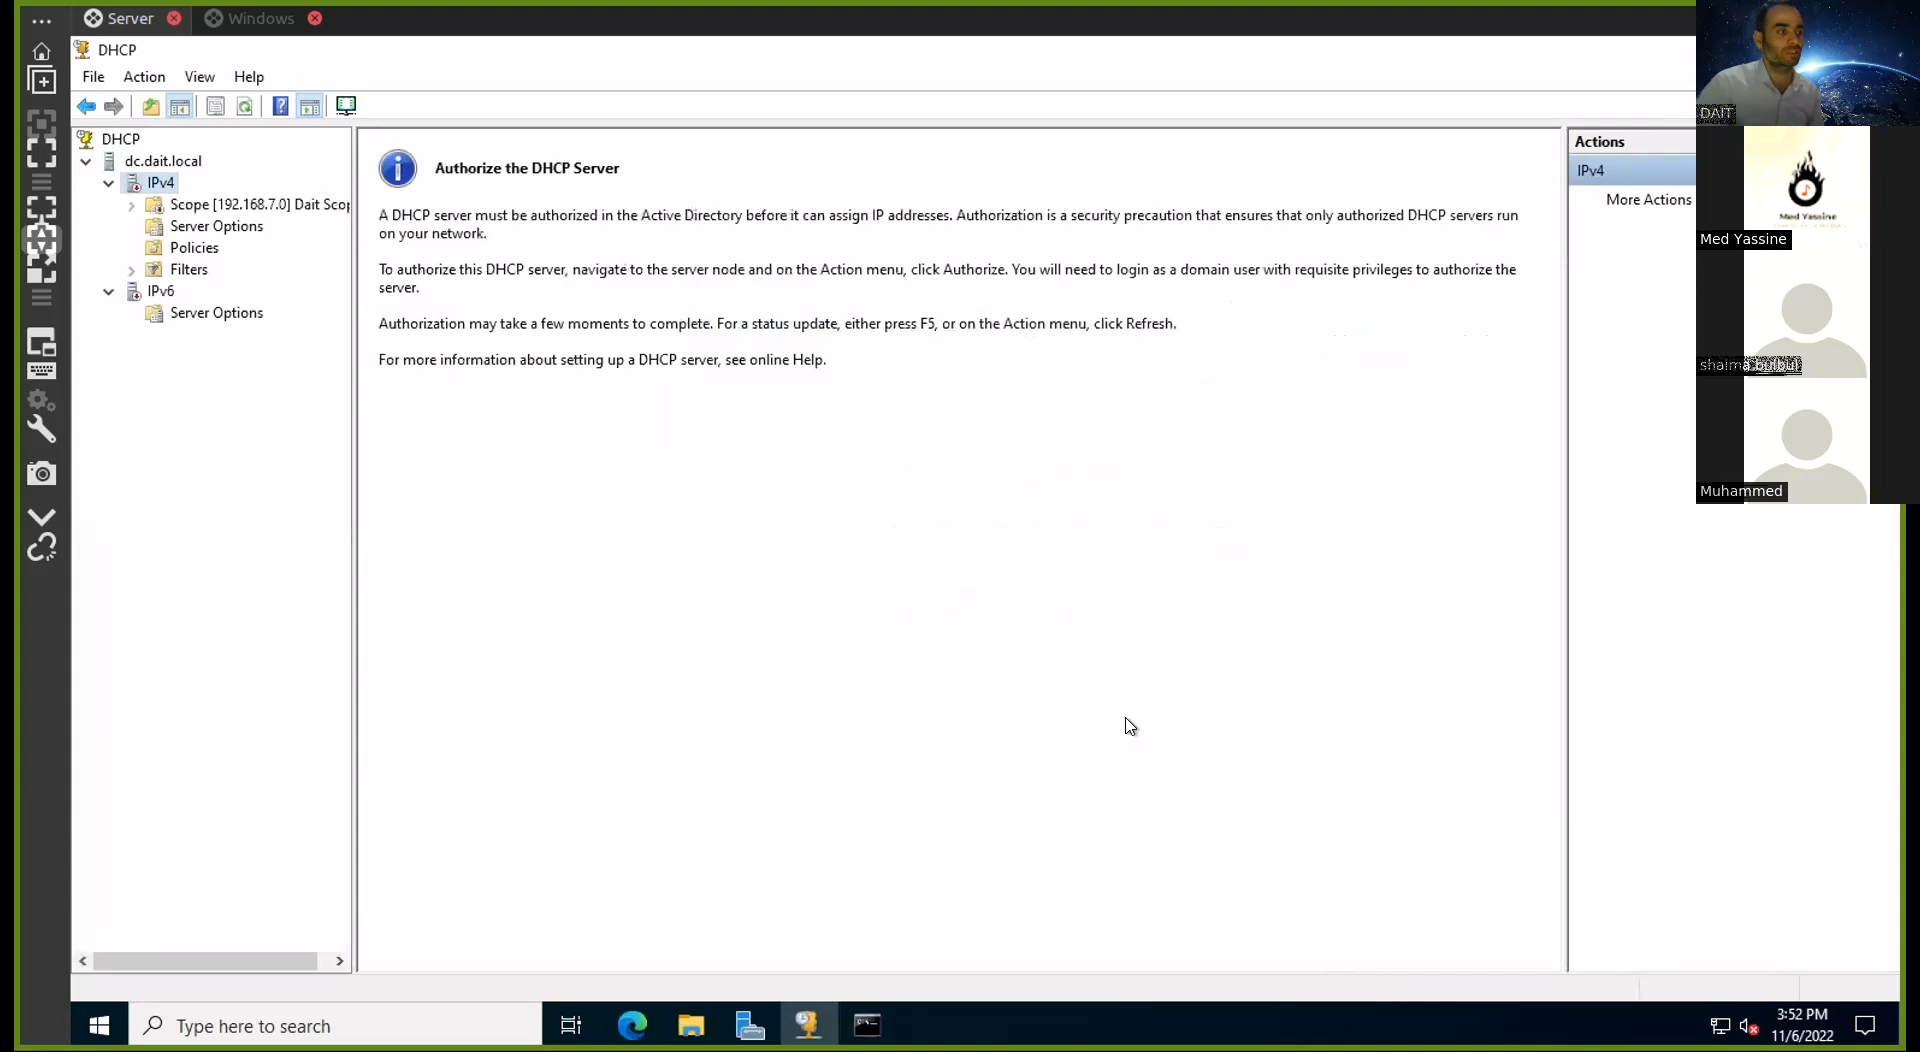 Server
Windows
DHCP
File Action View Help
DHCP
dc.dait.local
IPv4
Scope [192.168.7.0] Dait Scop
Server Options
Policies
Filters
IPv6
Server Options
Authorize the DHCP Server
A DHCP server must be authorized in the Active Directory before it can assign IP addresses. Authorization is a security precaution that ensures that only authorized DHCP servers run
on your network.
To authorize this DHCP server, navigate to the server node and on the Action menu, click Authorize. You will need to login as a domain user with requisite privileges to authorize the
server.
Authorization may take a few moments to complete. For a status update, either press F5, or on the Action menu, click Refresh.
For more information about setting up a DHCP server, see online Help.
Actions
IPv4
More Actions
DAIT
Med Yassine
Med Yassine
shaima bulbul
Muhammed
Type here to search
3:52 PM
11/6/2022